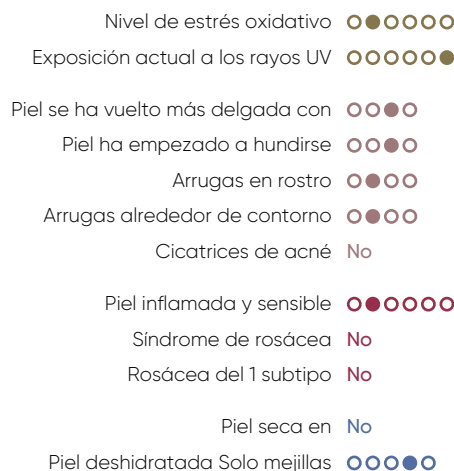 Nivel de estrés oxidativo
Exposición actual a los rayos UV
Piel se ha vuelto más delgada con
Piel ha empezado a hundirse
Arrugas en rostro
Arrugas alrededor de contorno
Cicatrices de acné No
Piel inflamada y sensible
Síndrome de rosácea No
Rosácea del 1 subtipo No
Piel seca en No
Piel deshidratada Solo mejillas